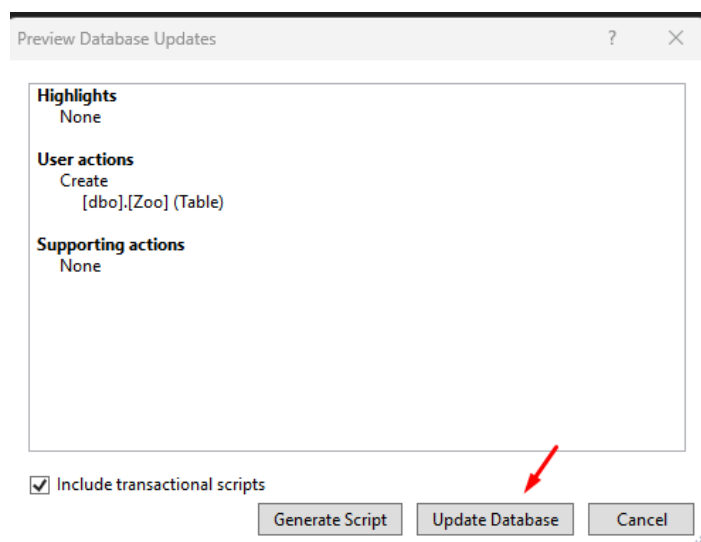 Preview Database Updates ?
Highlights
None
User actions
Create
[dbo].[Zoo] (Table)
Supporting actions
None
Include transactional scripts
Generate Script Update Database Cancel